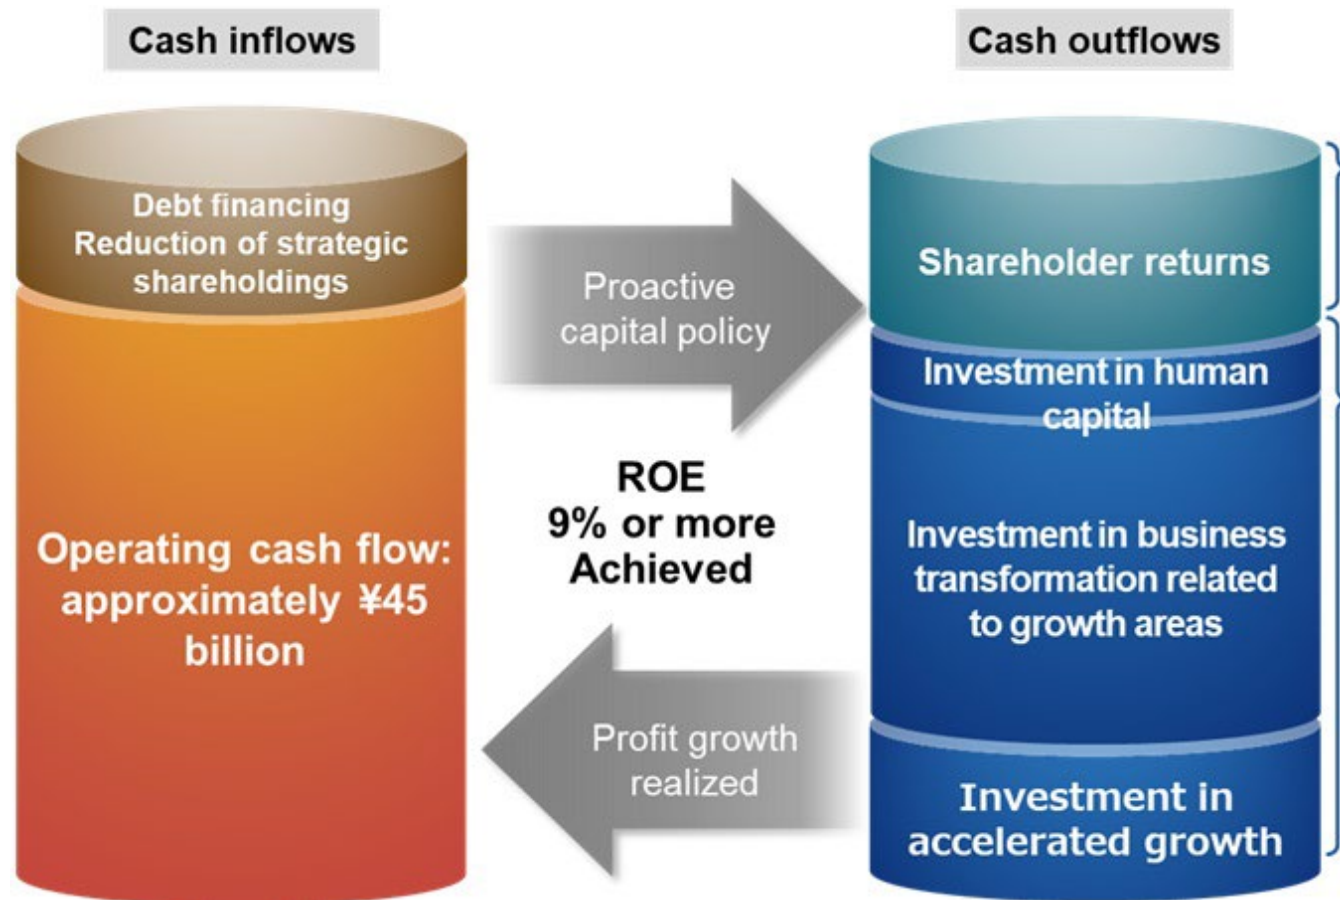 Cash inflows
Cash outflows
Debt financing
Reduction of strategic
shareholdings
Operating cash flow:
approximately ¥45
billion
Proactive
capital policy
ROE
9% or more
Achieved
Profit growth
realized
Shareholder returns
Investment in human
capital
Investment in business
transformation related
to growth areas
Investment in
accelerated growth